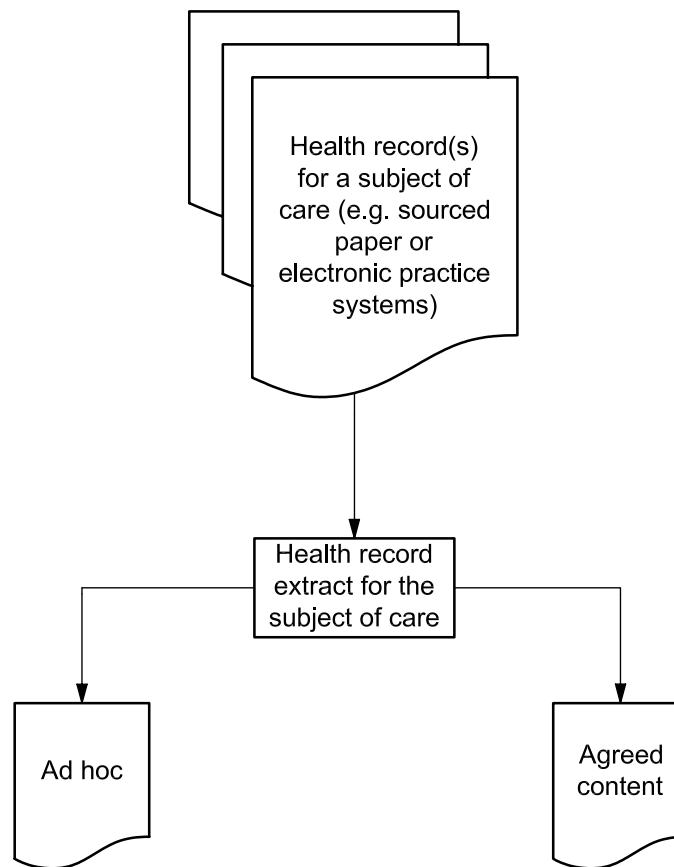 Health record(s)
for a subject of
care (e.g. sourced
paper or
electronic practice
systems)
Health record
extract for the
subject of care
Ad hoc
Agreed
content